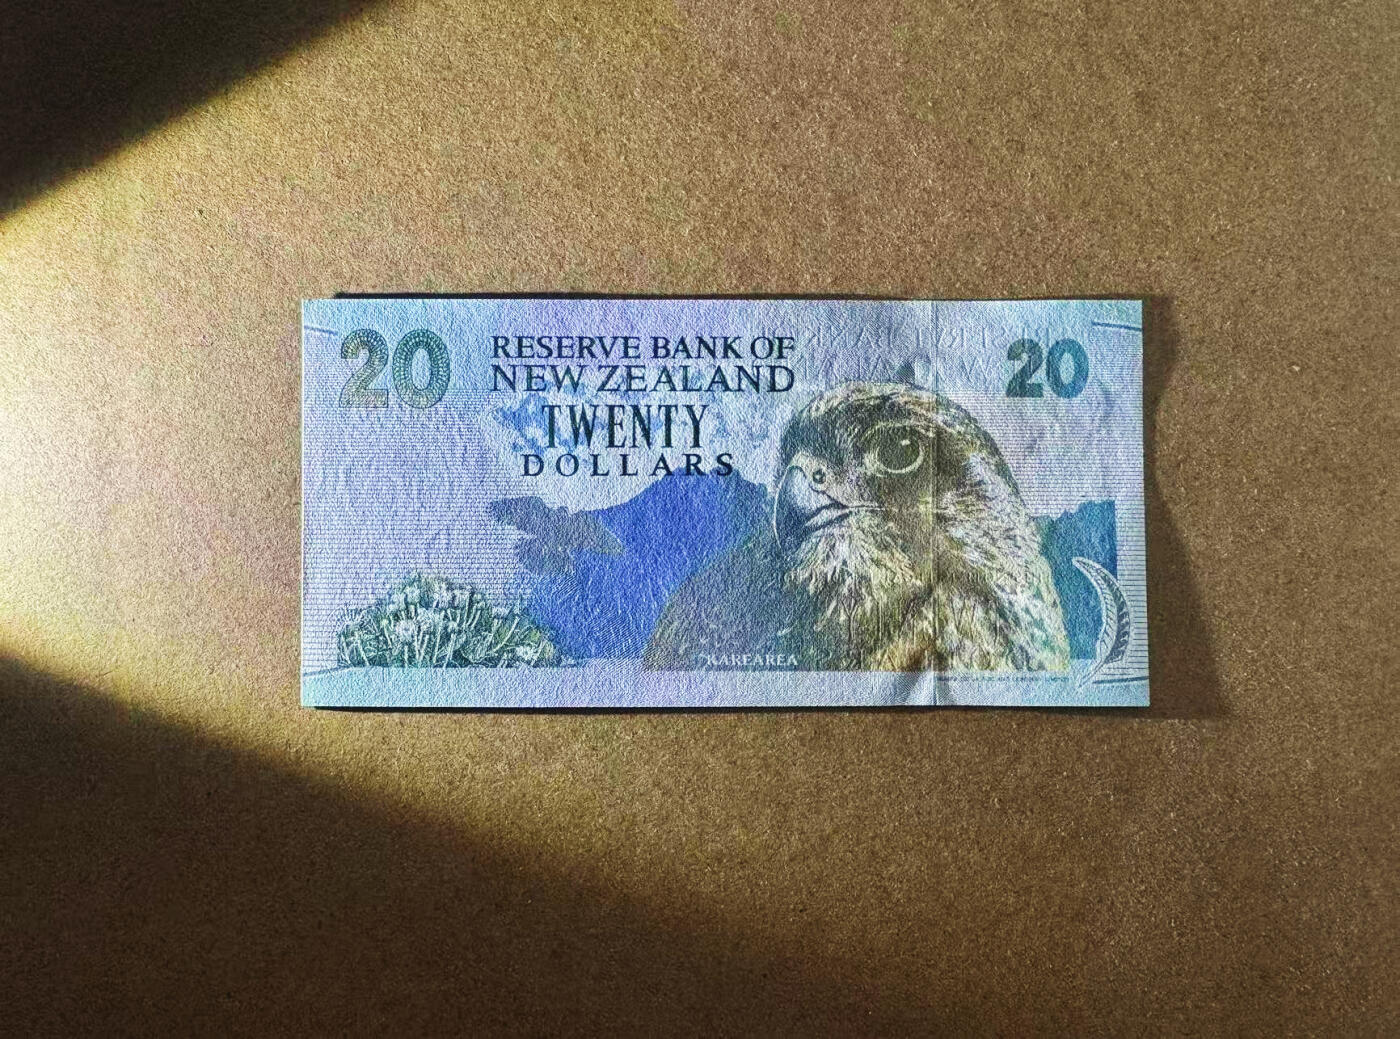 20
RESERVE BANK OF
NEW ZEALAND
TWENTY
DOLLARS
20
KAREAREA